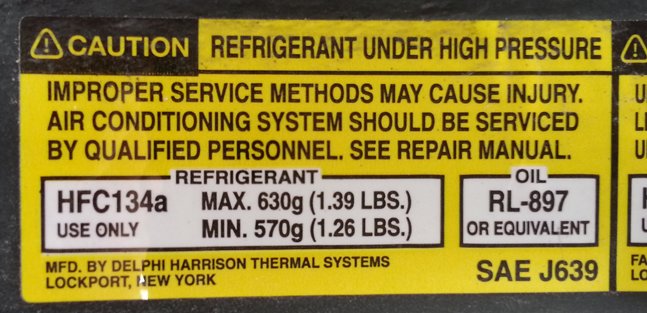 CAUTION REFRIGERANT UNDER HIGH PRESSURE
IMPROPER SERVICE METHODS MAY CAUSE INJURY.
AIR CONDITIONING SYSTEM SHOULD BE SERVICED
BY QUALIFIED PERSONNEL. SEE REPAIR MANUAL.
REFRIGERANT
HFC134a MAX. 630g (1.39 LBS.)
USE ONLY MIN. 570g (1.26 LBS.)
OIL
RL-897
OR EQUIVALENT
MFD. BY DELPHI HARRISON THERMAL SYSTEMS
LOCKPORT, NEW YORK
SAE J639